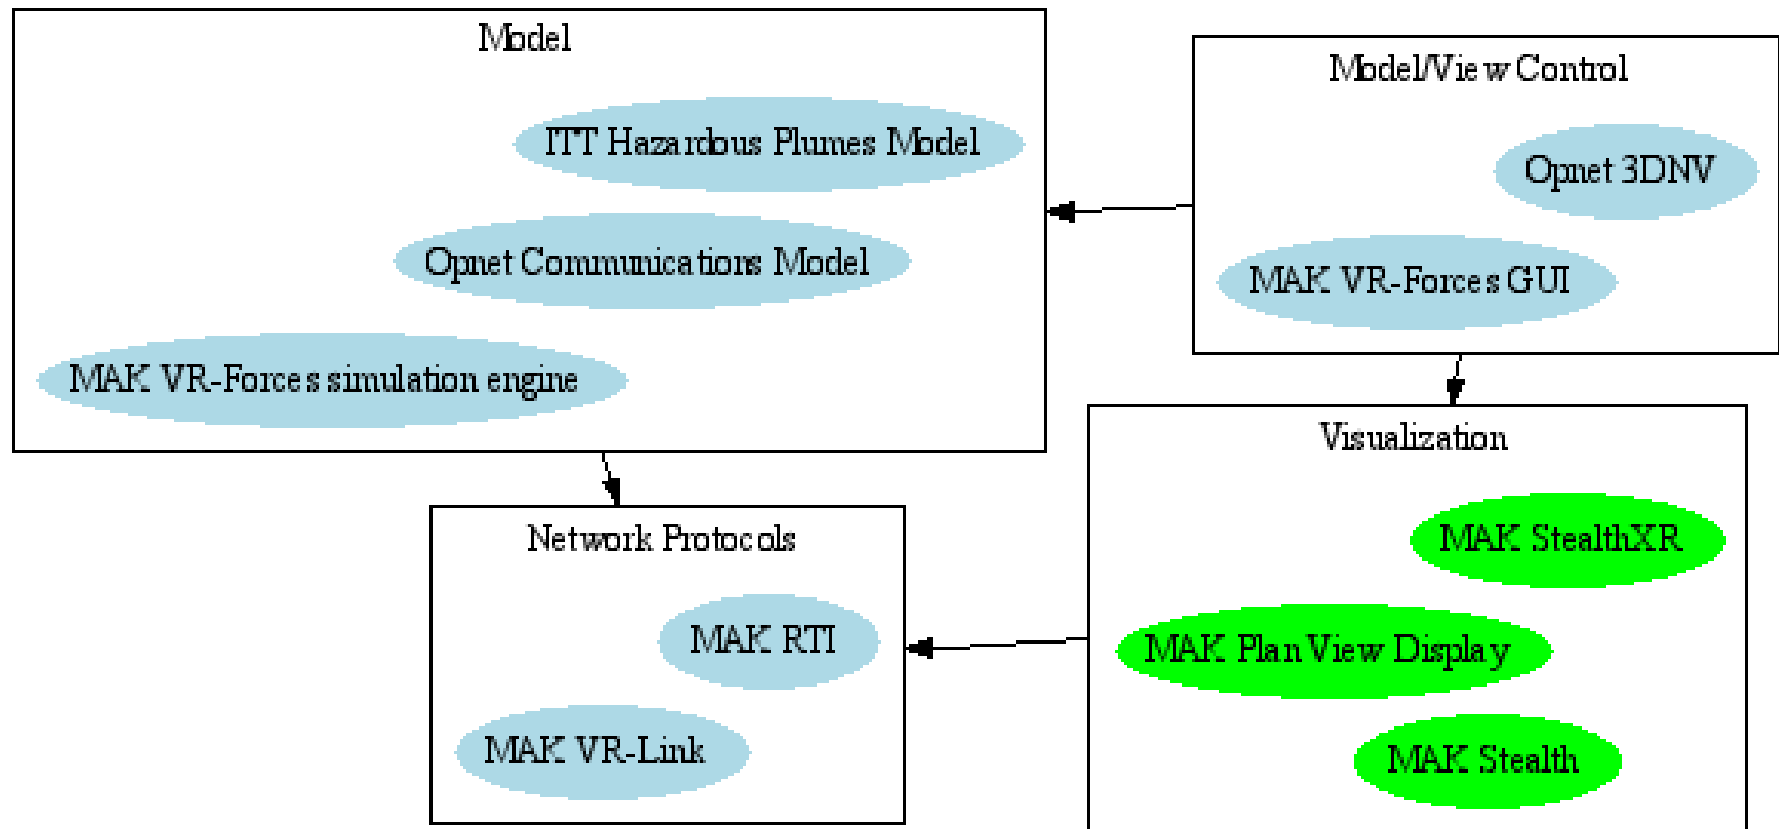 Model
ITT Hazardous Plumes Model
Opnet Communications Model
MAK VR-Forces simulation engine
Model/View Control
Opnet 3DNV
MAK VR-Forces GUI
Network Protocols
MAK RTI
MAK VR-Link
Visualization
MAK StealthXR
MAK Plan View Display
MAK Stealth